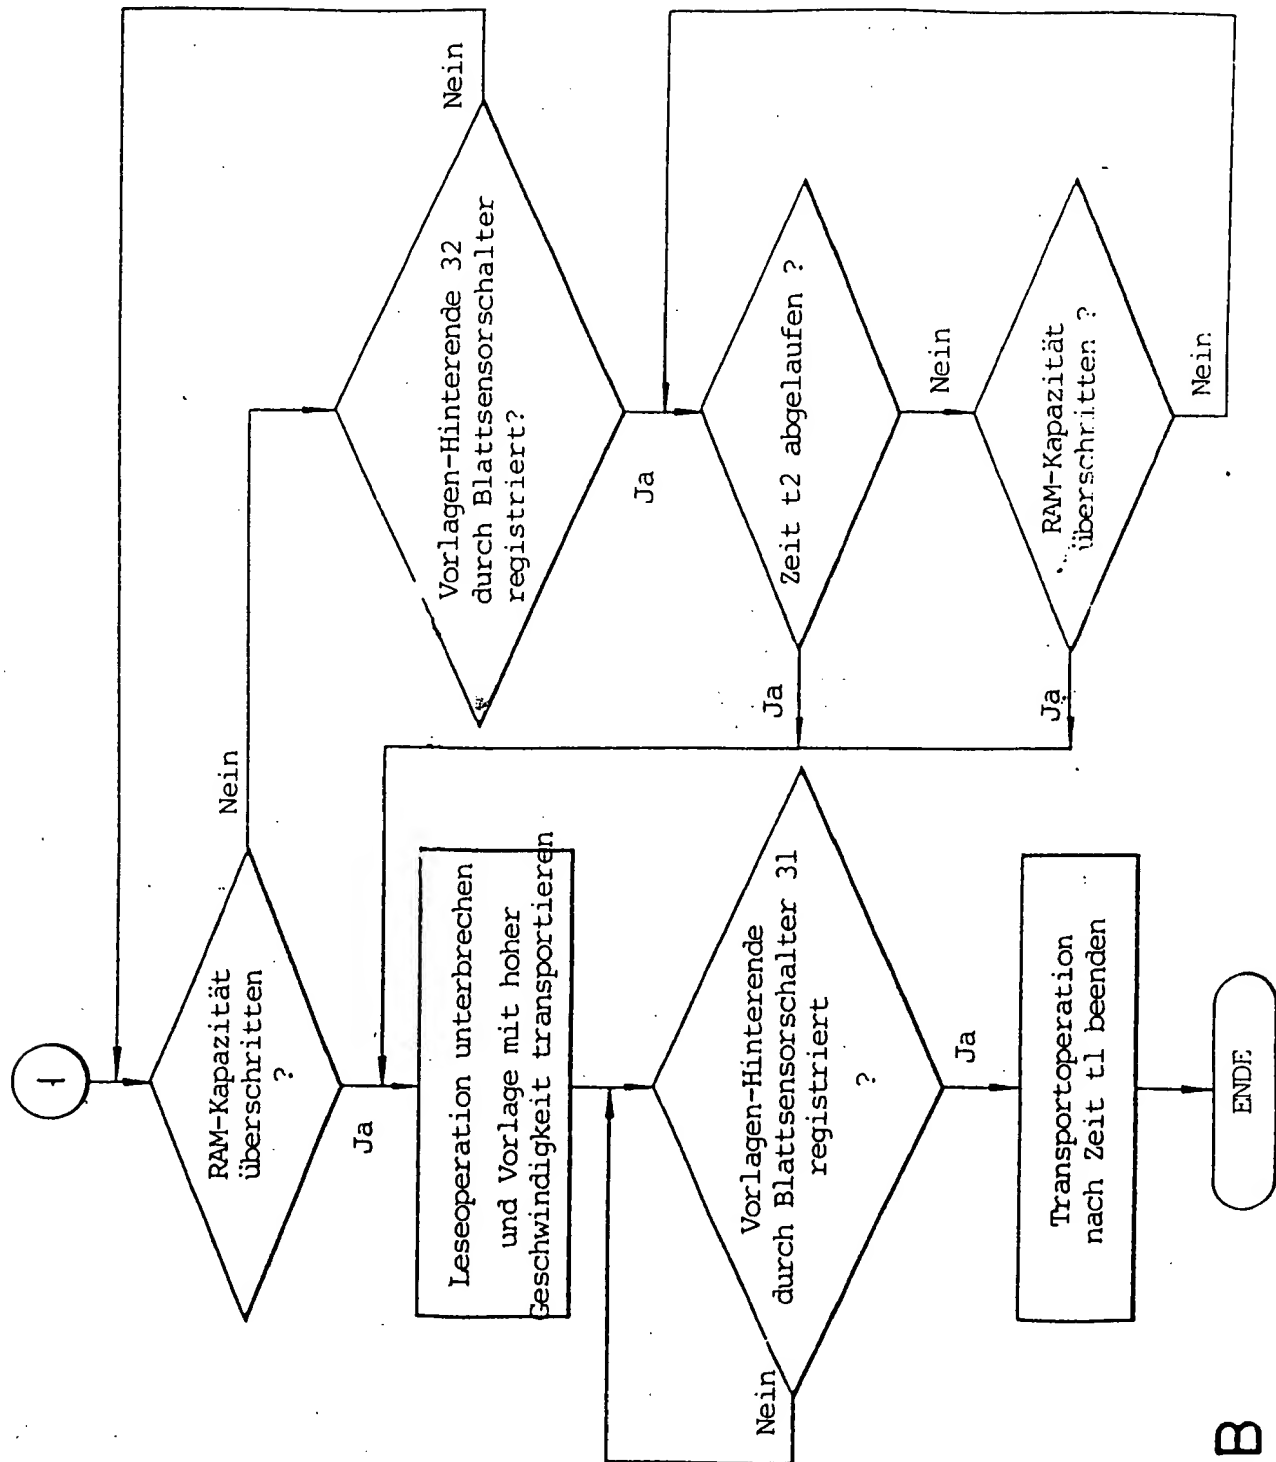 1
RAM-Kapazität
überschritten
?
Nein
Ja
Vorlagen-Hinterende 32
durch Blattsensorschalter
registriert?
Nein
Ja
Zeit t2 abgelaufen ?
Ja
Nein
RAM-Kapazität
überschritten ?
Ja
Nein
Leseoperation unterbrechen
und Vorlage mit hoher
Geschwindigkeit transportieren
Vorlagen-Hinterende
durch Blattsensorschalter 31
registriert
?
Nein
Ja
Transportoperation
nach Zeit t1 beenden
ENDE
B